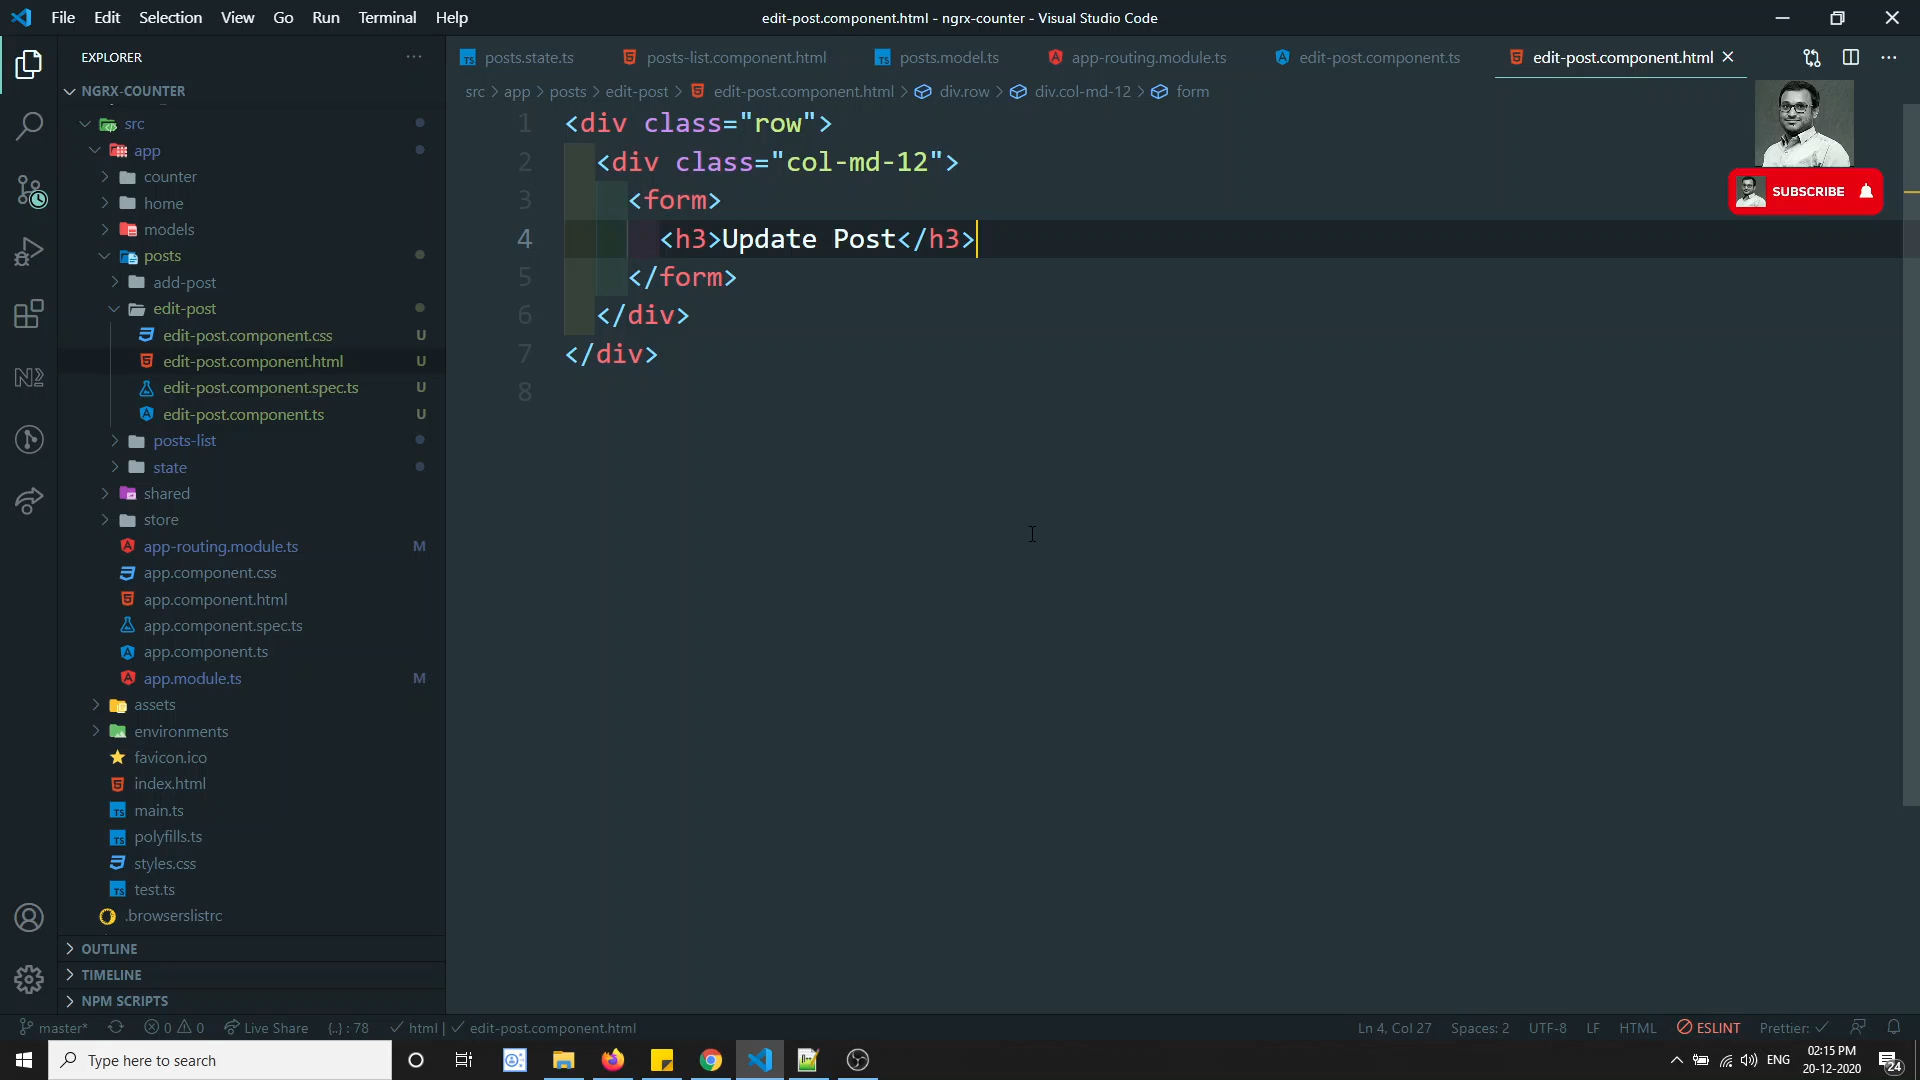 File Edit Selection View Go Run Terminal Help
edit-post.component.html - ngrx-counter - Visual Studio Code
EXPLORER
NGRX-COUNTER
src
app
counter
home
models
posts
add-post
edit-post
edit-post.component.css U
edit-post.component.html U
edit-post.component.spec.ts U
edit-post.component.ts U
posts-list
state
shared
store
app-routing.module.ts M
app.component.css
app.component.html
app.component.spec.ts
app.component.ts
app.module.ts M
assets
environments
favicon.ico
index.html
main.ts
polyfills.ts
styles.css
test.ts
.browserslistrc
OUTLINE
TIMELINE
NPM SCRIPTS
posts.state.ts posts-list.component.html posts.model.ts app-routing.module.ts edit-post.component.ts edit-post.component.html
src > app > posts > edit-post > edit-post.component.html > div.row > div.col-md-12 > form
1 <div class="row">
2 <div class="col-md-12">
3 <form>
4 <h3>Update Post</h3>
5 </form>
6 </div>
7 </div>
8
SUBSCRIBE
master* 0 0 Live Share {..} : 78 html | edit-post.component.html
Ln 4, Col 27 Spaces: 2 UTF-8 LF HTML ESLINT Prettier:
Type here to search
ENG
02:15 PM
20-12-2020
24